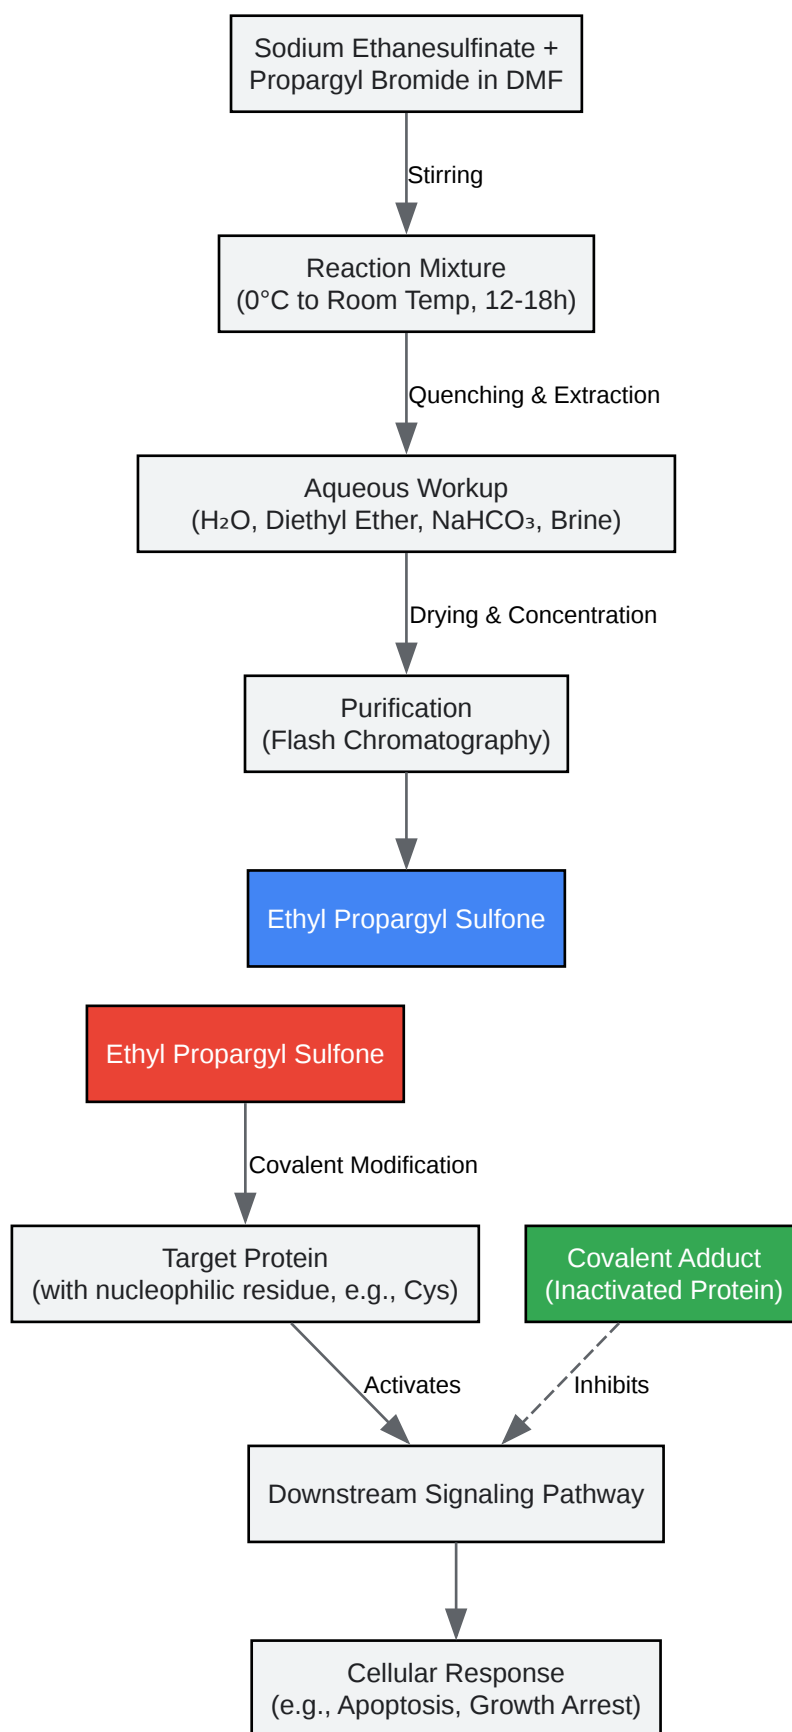 Sodium Ethanesulfinate +
Propargyl Bromide in DMF
Stirring
Reaction Mixture
(0°C to Room Temp, 12-18h)
Quenching & Extraction
Aqueous Workup
(H₂O, Diethyl Ether, NaHCO₃, Brine)
Drying & Concentration
Purification
(Flash Chromatography)
Ethyl Propargyl Sulfone
Ethyl Propargyl Sulfone
Covalent Modification
Target Protein
(with nucleophilic residue, e.g., Cys)
Covalent Adduct
(Inactivated Protein)
Activates
Inhibits
Downstream Signaling Pathway
Cellular Response
(e.g., Apoptosis, Growth Arrest)